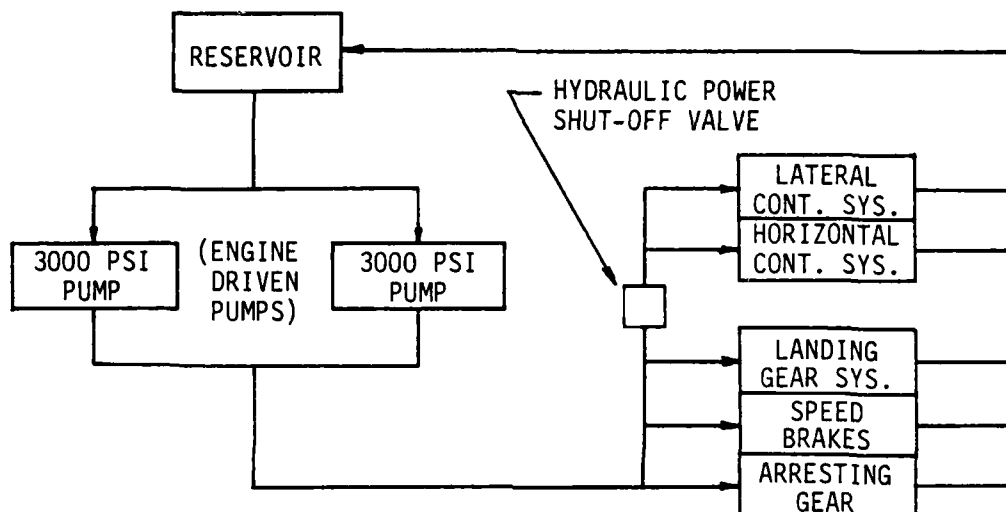 RESERVOIR
HYDRAULIC POWER
SHUT-OFF VALVE
LATERAL
CONT. SYS.
HORIZONTAL
CONT. SYS.
3000 PSI
PUMP
(ENGINE
DRIVEN
PUMPS)
3000 PSI
PUMP
LANDING
GEAR SYS.
SPEED
BRAKES
ARRESTING
GEAR